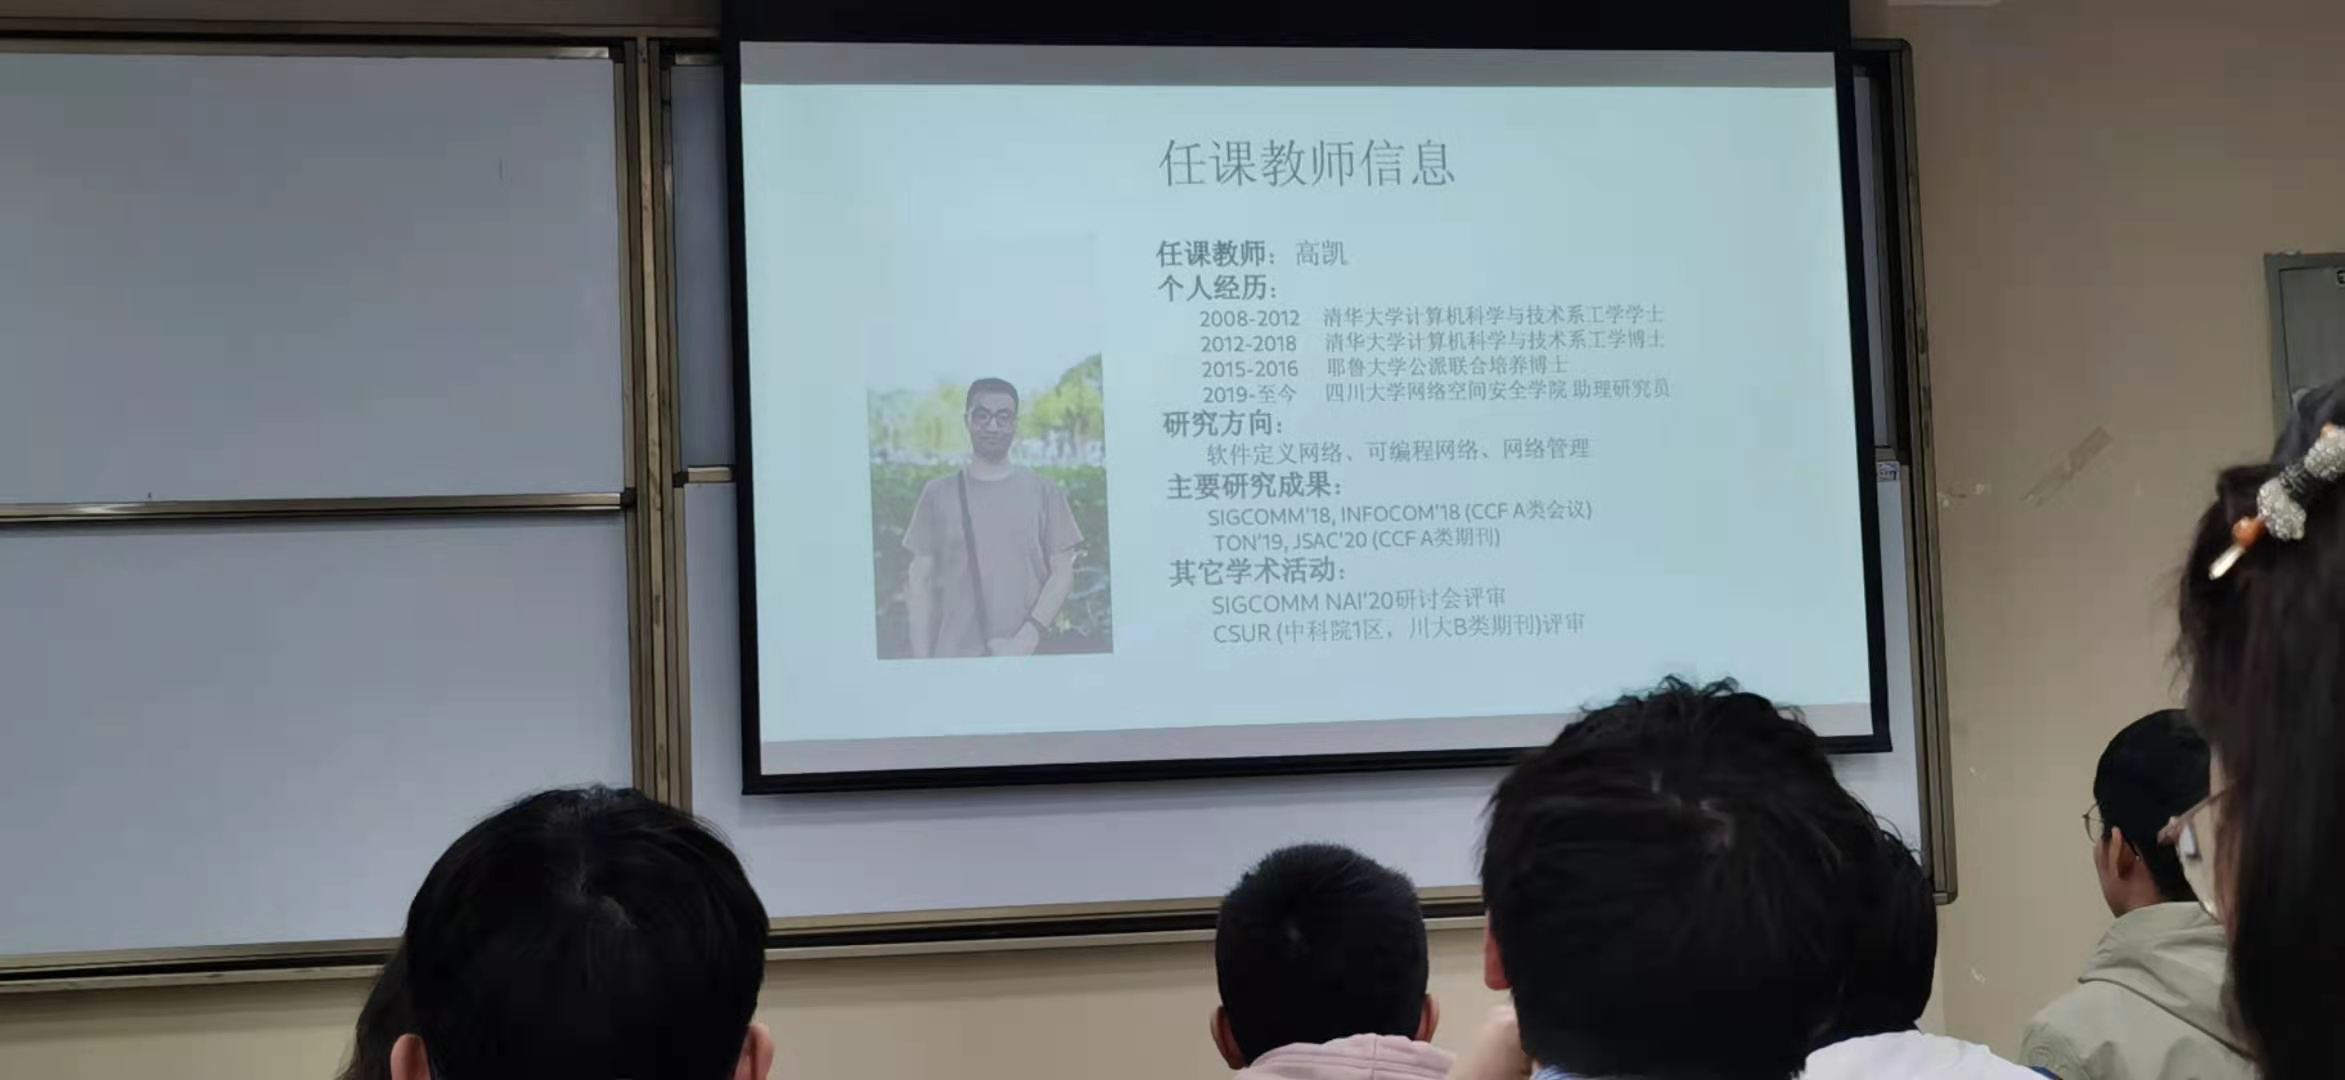 任课教师信息
任课教师：高凯
个人经历：
2008-2012 清华大学计算机科学与技术系工学学士
2012-2018 清华大学计算机科学与技术系工学博士
2015-2016 耶鲁大学公派联合培养博士
2019-至今 四川大学网络空间安全学院 助理研究员
研究方向：
软件定义网络、可编程网络、网络管理
主要研究成果：
SIGCOMM'18, INFOCOM'18 (CCF A类会议)
TON'19, JSAC'20 (CCF A类期刊)
其它学术活动：
SIGCOMM NAI'20研讨会评审
CSUR (中科院1区，川大B类期刊)评审